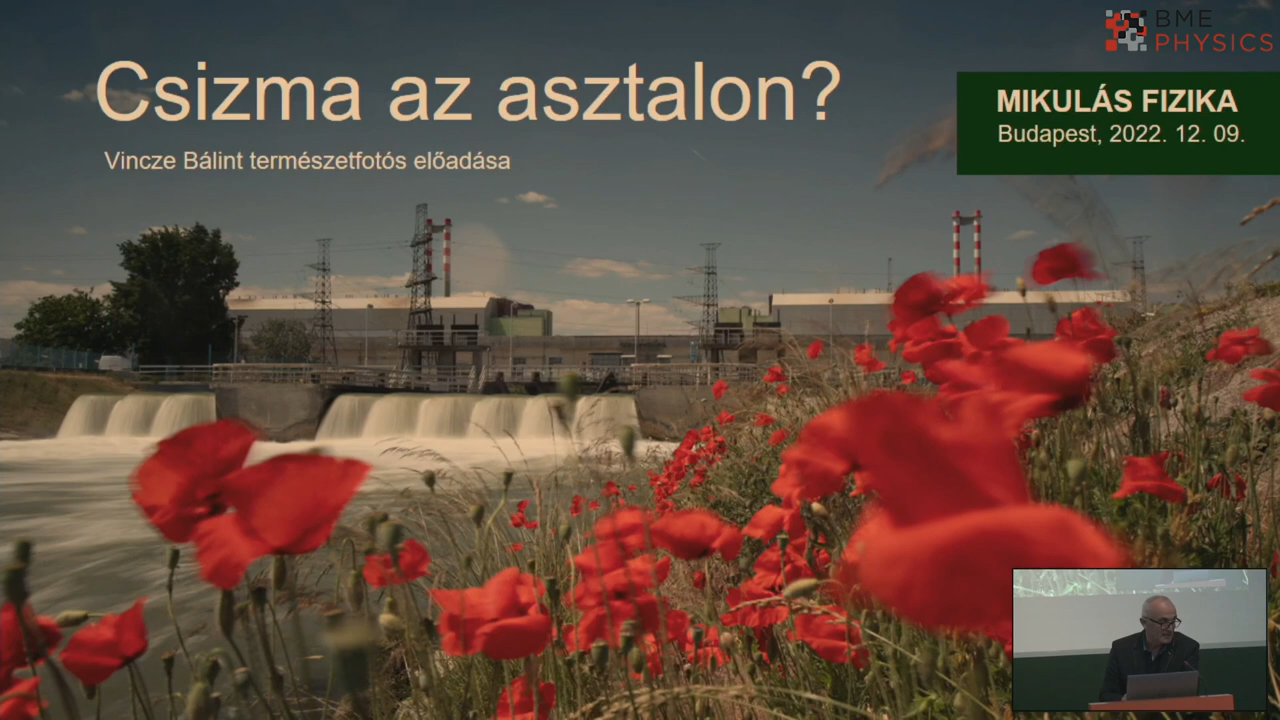 Csizma az asztalon?
Vincze Bálint természetfotós előadása
BME
PHYSICS
MIKULÁS FIZIKA
Budapest, 2022. 12. 09.